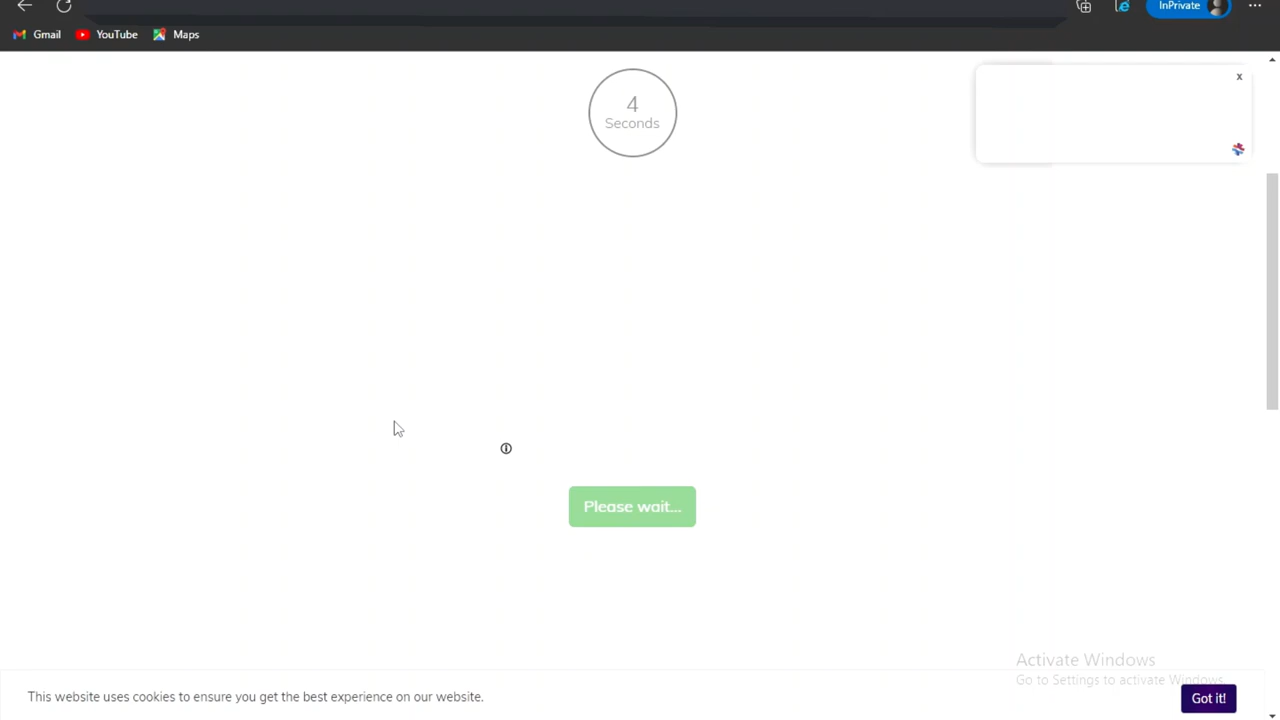 InPrivate
Gmail YouTube Maps
x
4
Seconds
Please wait...
Activate Windows
Go to Settings to activate Windows.
This website uses cookies to ensure you get the best experience on our website.
Got it!